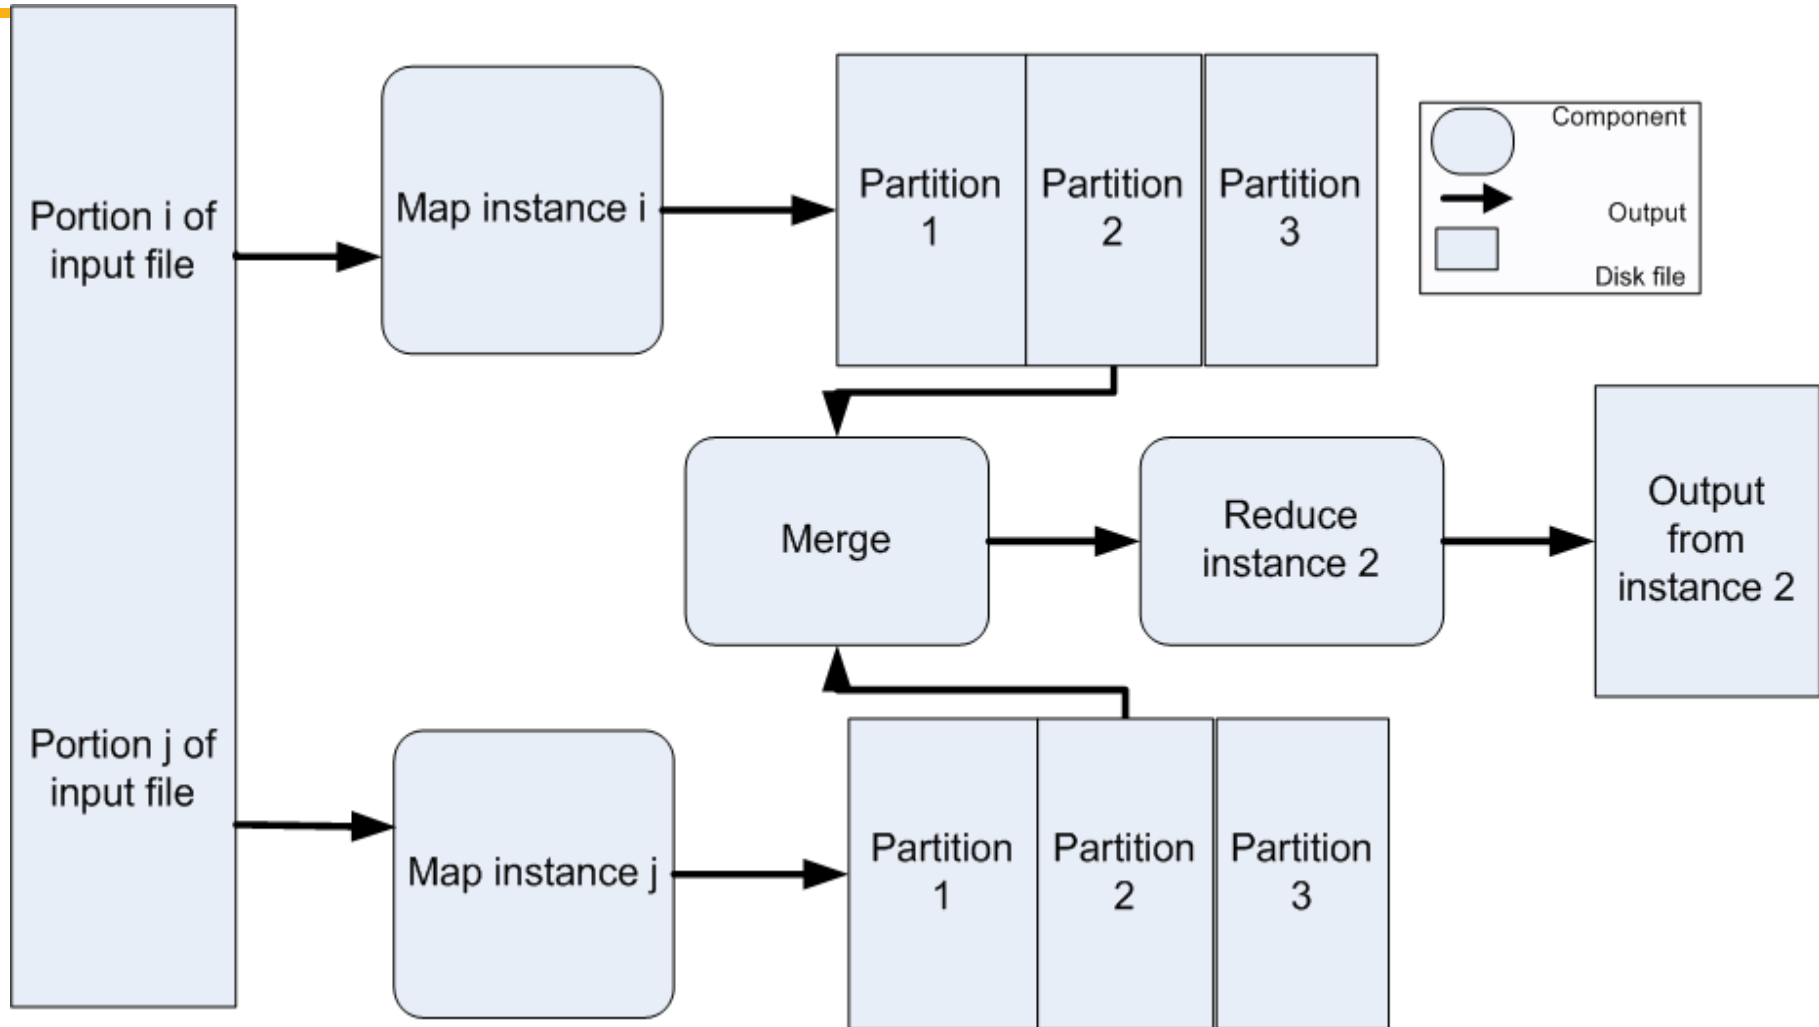 Portion i of
input file
Map instance i
Partition
1
Partition
2
Partition
3
Component
Output
Disk file
Merge
Reduce
instance 2
Output
from
instance 2
Portion j of
input file
Map instance j
Partition
1
Partition
2
Partition
3